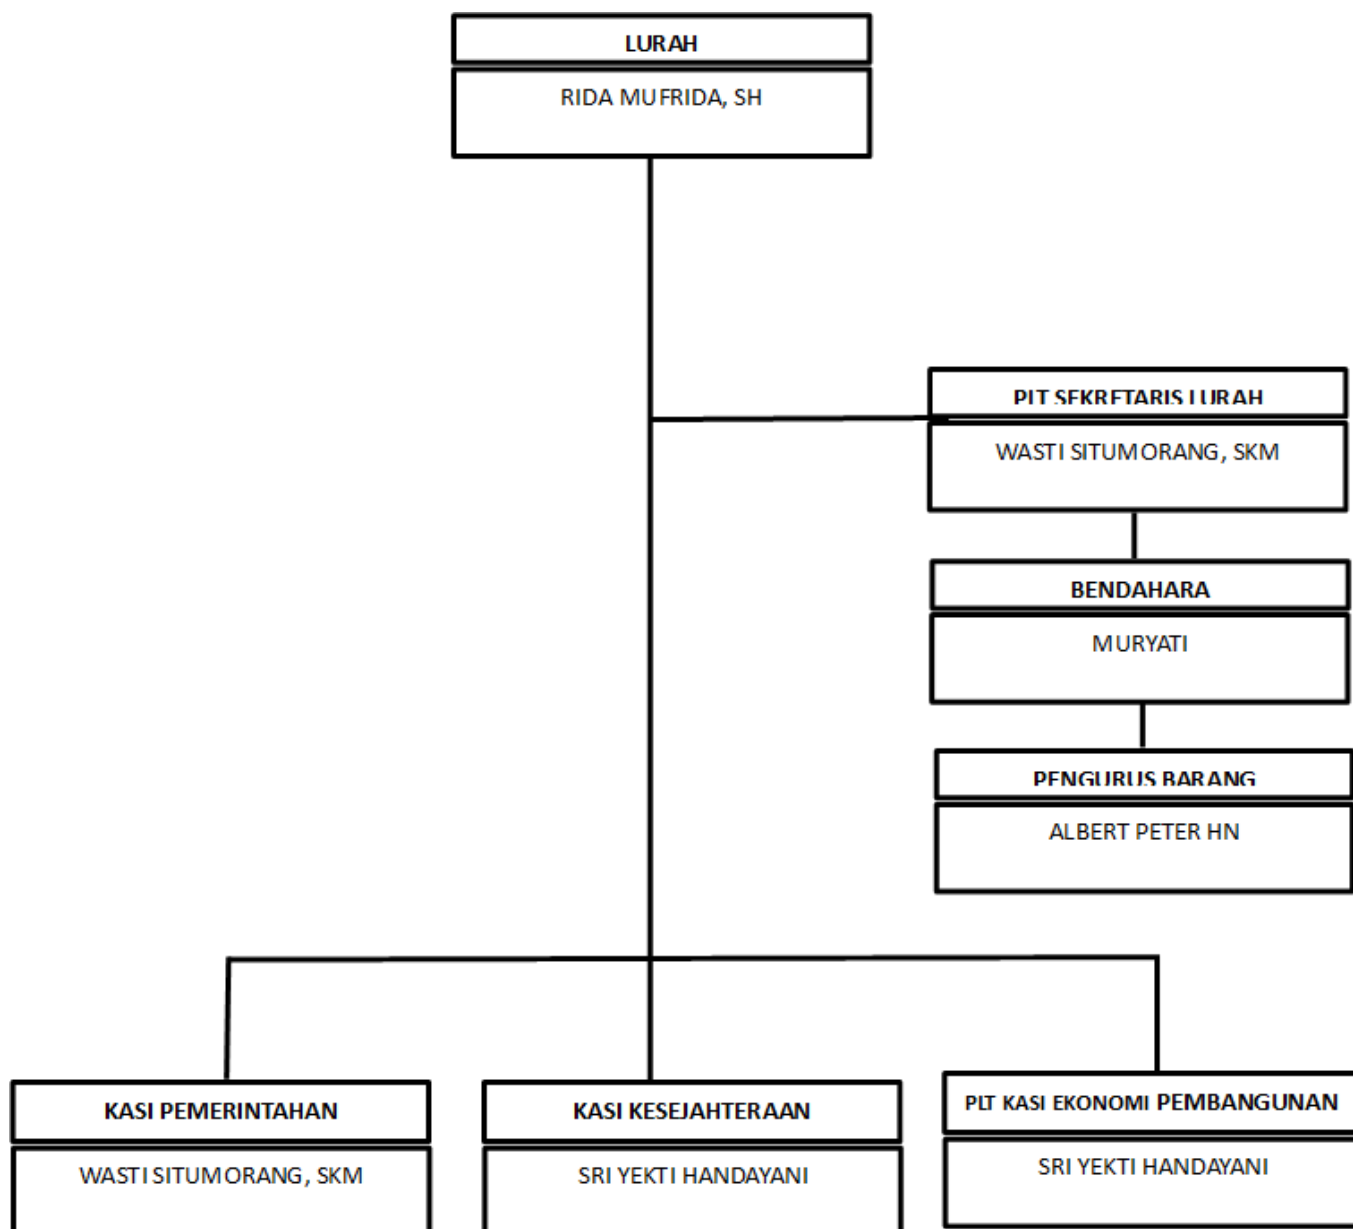 LURAH
RIDA MUFRIDA, SH
PLT SEKRETARIS LURAH
WASTI SITUMORANG, SKM
BENDAHARA
MURYATI
PENGURUS BARANG
ALBERT PETER HN
KASI PEMERINTAHAN
WASTI SITUMORANG, SKM
KASI KESEJAHTERAAN
SRI YEKTI HANDAYANI
PLT KASI EKONOMI PEMBANGUNAN
SRI YEKTI HANDAYANI